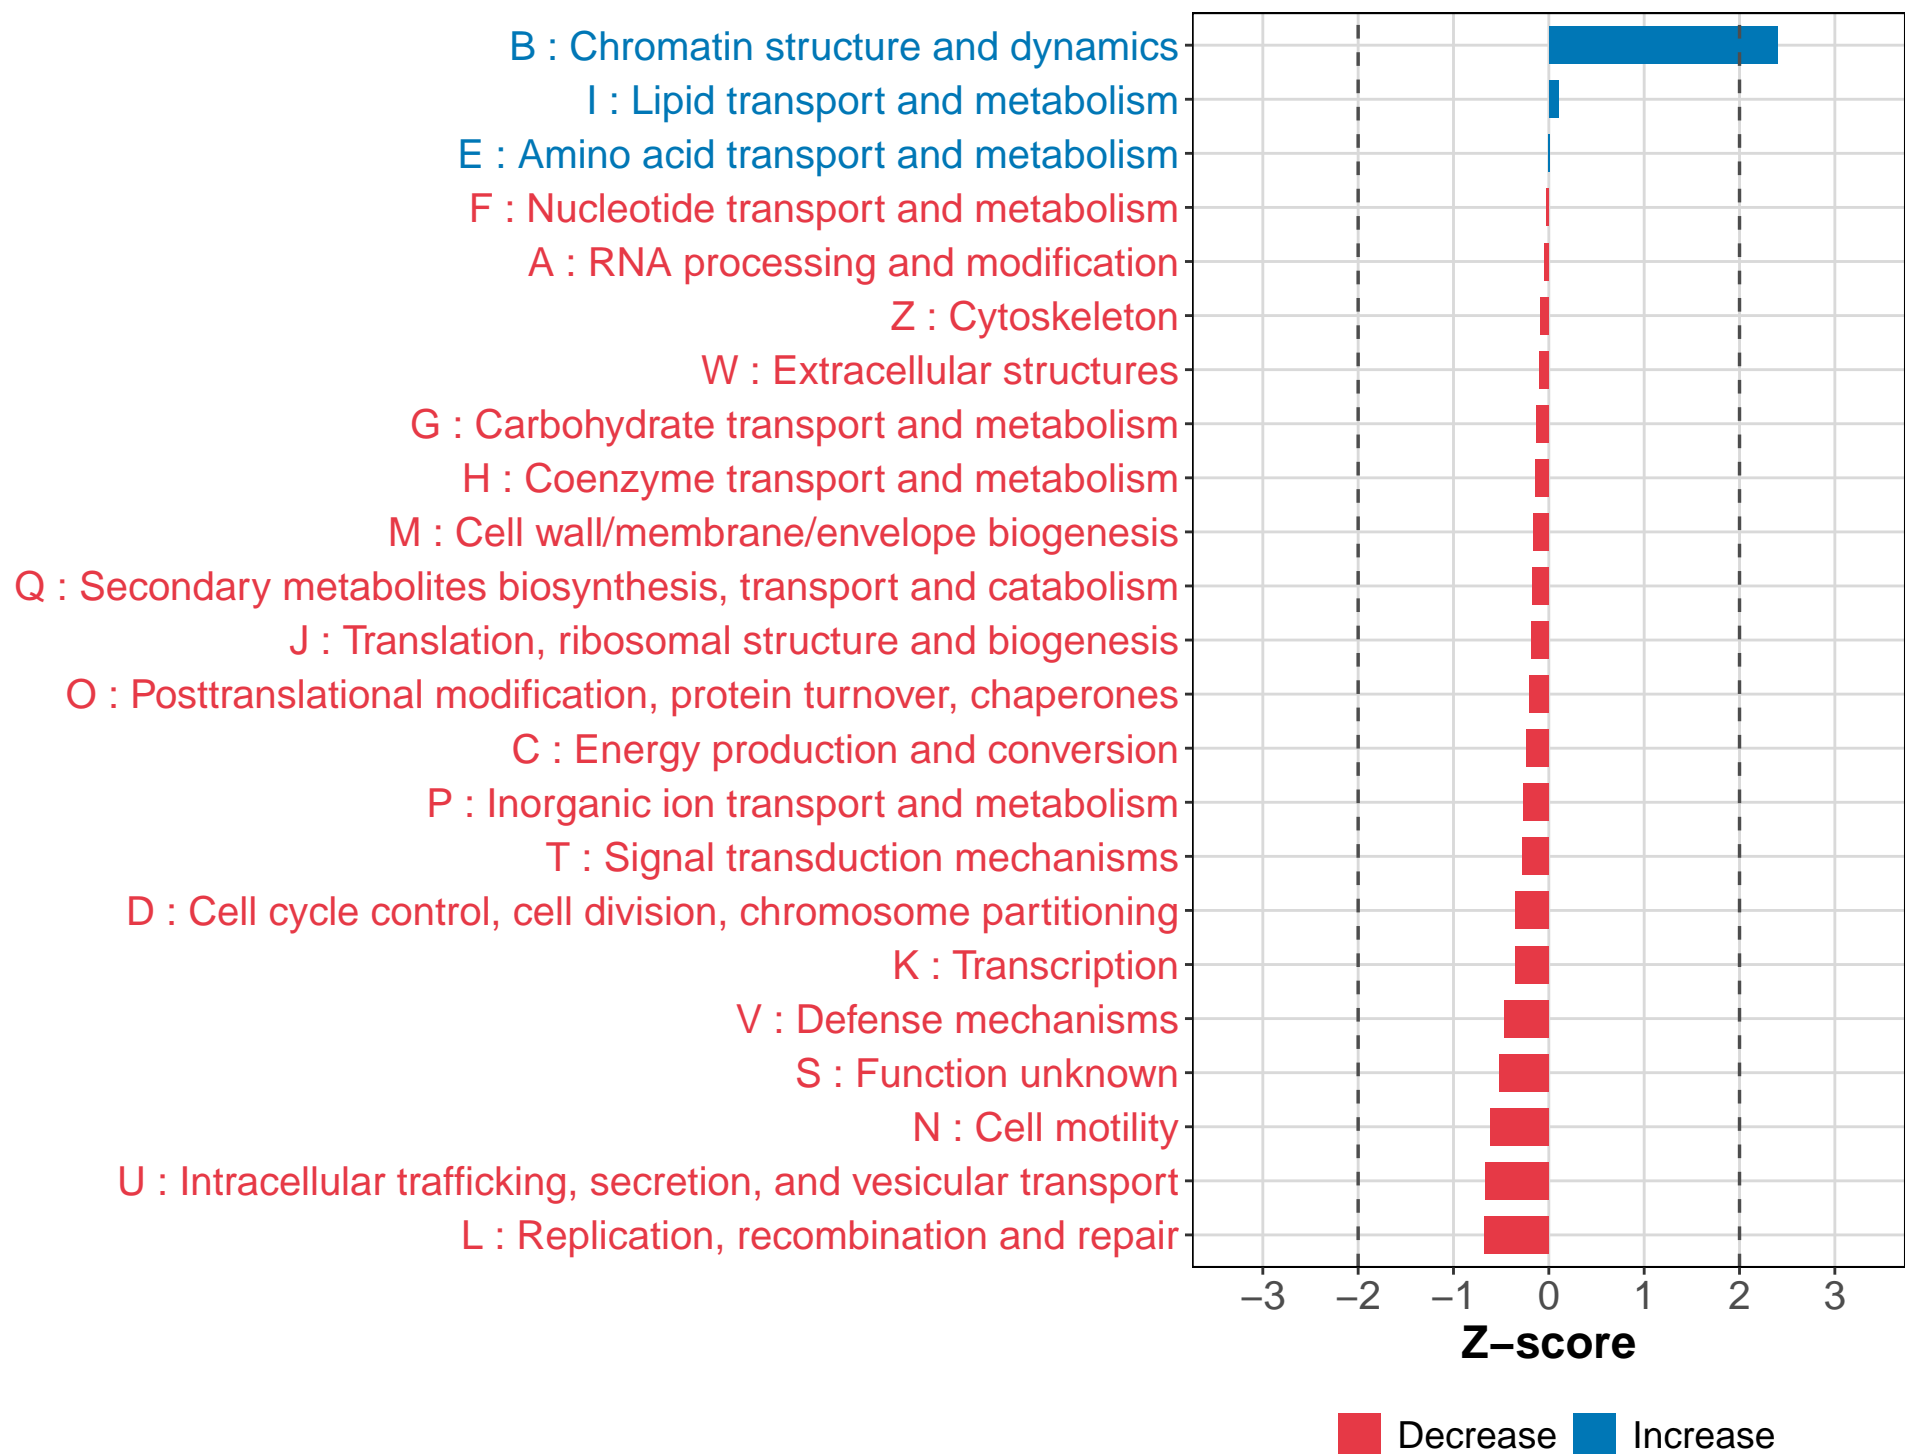 B : Chromatin structure and dynamics
I : Lipid transport and metabolism
E : Amino acid transport and metabolism
F : Nucleotide transport and metabolism
A : RNA processing and modification
Z : Cytoskeleton
W : Extracellular structures
G : Carbohydrate transport and metabolism
H : Coenzyme transport and metabolism
M : Cell wall/membrane/envelope biogenesis
Q : Secondary metabolites biosynthesis, transport and catabolism
J : Translation, ribosomal structure and biogenesis
O : Posttranslational modification, protein turnover, chaperones
C : Energy production and conversion
P : Inorganic ion transport and metabolism
T : Signal transduction mechanisms
D : Cell cycle control, cell division, chromosome partitioning
K : Transcription
V : Defense mechanisms
S : Function unknown
N : Cell motility
U : Intracellular trafficking, secretion, and vesicular transport
L : Replication, recombination and repair
−3 −2 −1 0 1 2 3
Z−score
Decrease Increase